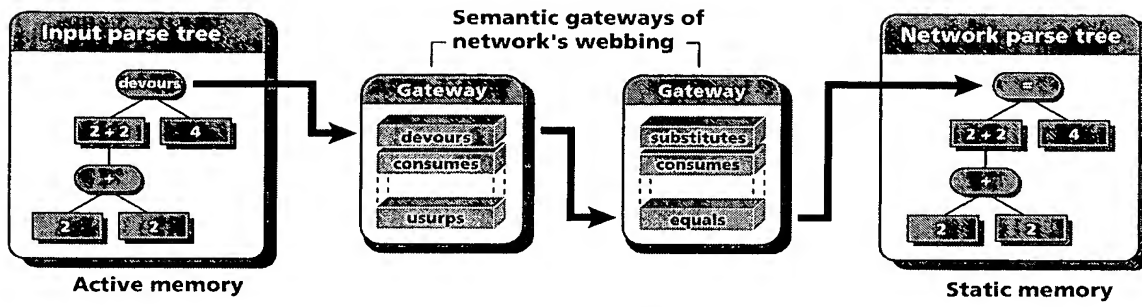 Semantic gateways of
network's webbing
Input parse tree
devours
2 + 2
4
+
2
2
Active memory
Gateway
devours
consumes
usurps
Gateway
substitutes
consumes
equals
Network parse tree
=
2 + 2
4
+
2
2
Static memory